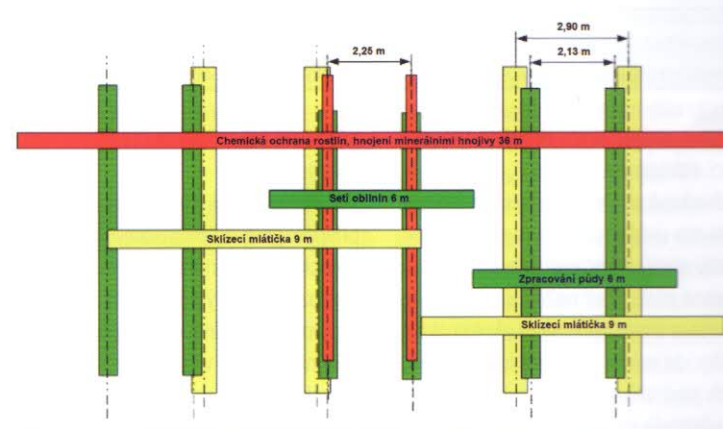 2,90 m
2,25 m
2,13 m
Chemická ochrana rostlin, hnojení minerálními hnojivy 36 m
Setí obilnin 6 m
Sklízecí mlátička 9 m
Zpracování půdy 6 m
Sklízecí mlátička 9 m